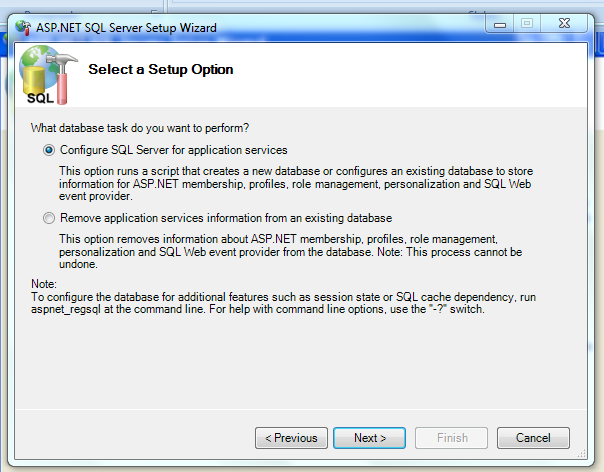 ASP.NET SQL Server Setup Wizard
SQL
Select a Setup Option
What database task do you want to perform?
Configure SQL Server for application services
This option runs a script that creates a new database or configures an existing database to store
information for ASP.NET membership, profiles, role management, personalization and SQL Web
event provider.
Remove application services information from an existing database
This option removes information about ASP.NET membership, profiles, role management,
personalization and SQL Web event provider from the database. Note: This process cannot be
undone.
Note:
To configure the database for additional features such as session state or SQL cache dependency, run
aspnet_regsql at the command line. For help with command line options, use the "-?" switch.
< Previous Next > Finish Cancel